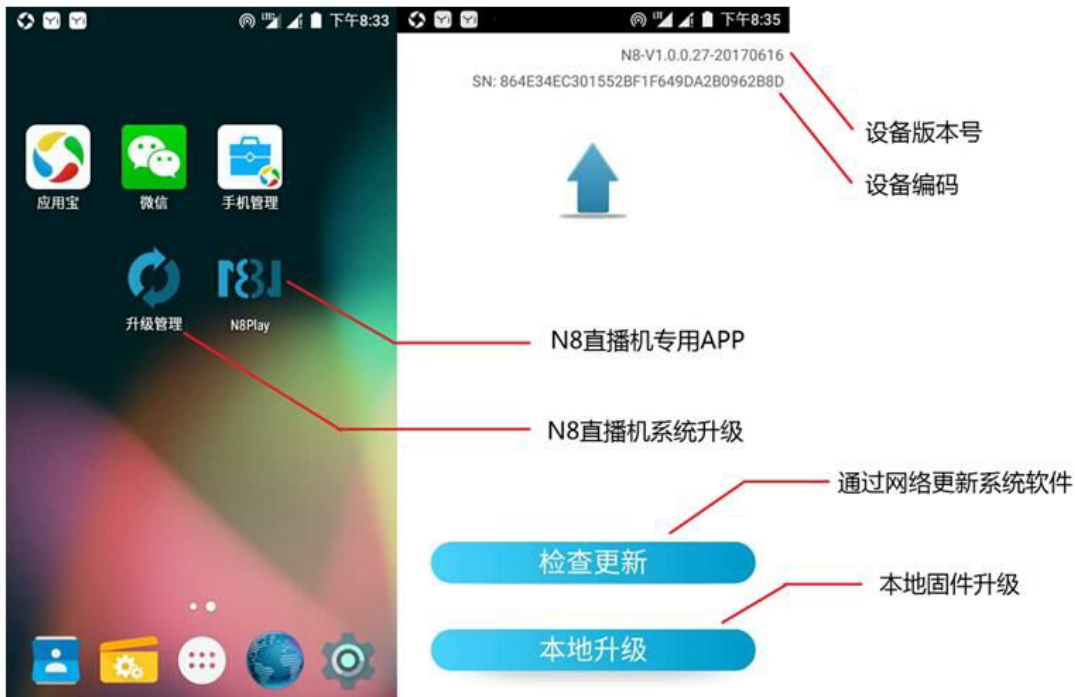 下午8:33
应用宝
微信
手机管理
升级管理
N8Play
下午8:35
N8-V1.0.0.27-20170616
SN: 864E34EC301552BF1F649DA2B0962B8D
设备版本号
设备编码
N8直播机专用APP
N8直播机系统升级
通过网络更新系统软件
检查更新
本地固件升级
本地升级